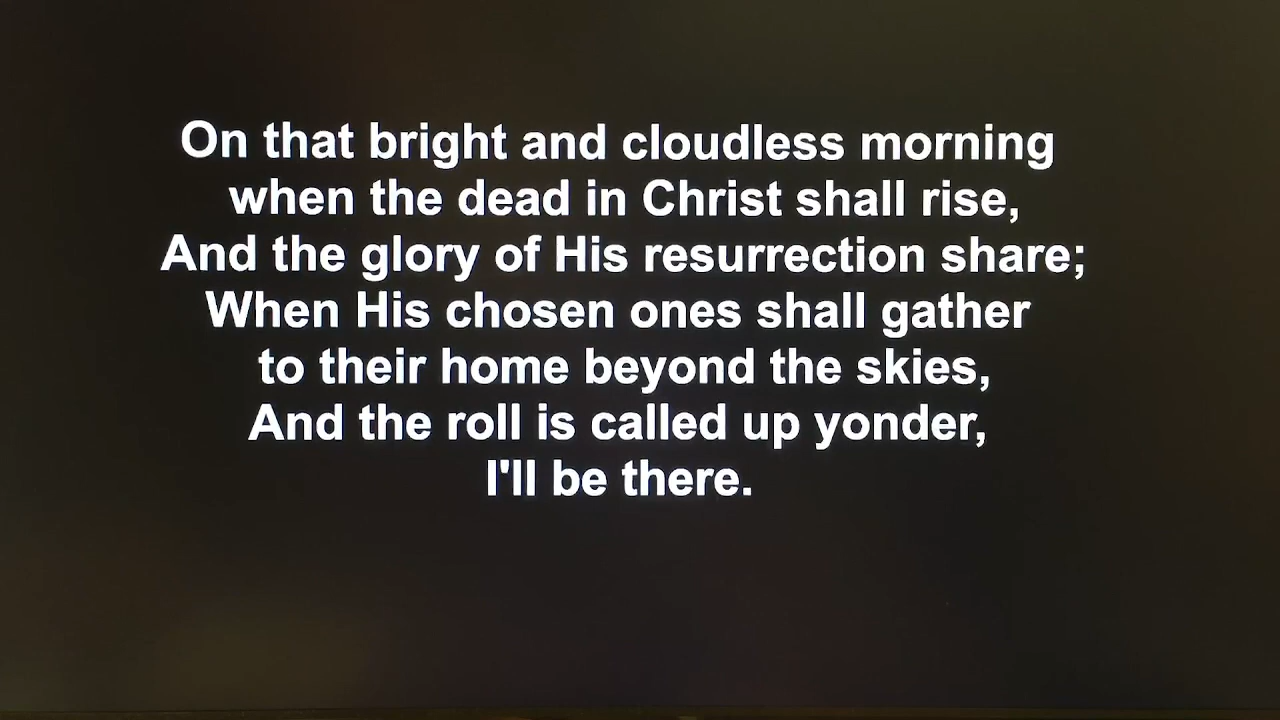 On that bright and cloudless morning
when the dead in Christ shall rise,
And the glory of His resurrection share;
When His chosen ones shall gather
to their home beyond the skies,
And the roll is called up yonder,
I'll be there.